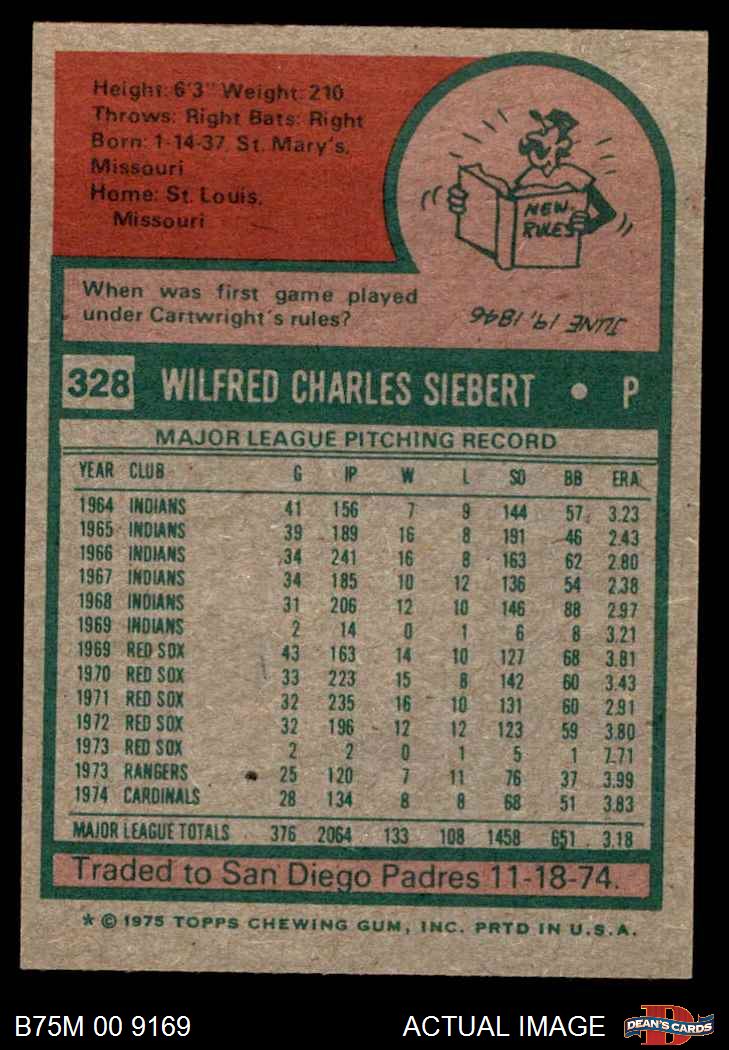 Height: 6'3" Weight: 210
Throws: Right Bats: Right
Born: 1-14-37, St. Mary's,
Missouri
Home: St. Louis,
Missouri
NEW
RULES
When was first game played
under Cartwright's rules?
JUNE 19, 1846
328 WILFRED CHARLES SIEBERT • P
MAJOR LEAGUE PITCHING RECORD
YEAR CLUB G IP W L SO BB ERA
1964 INDIANS 41 156 7 9 144 57 3.23
1965 INDIANS 39 189 16 8 191 46 2.43
1966 INDIANS 34 241 16 8 163 62 2.80
1967 INDIANS 34 185 10 12 136 54 2.38
1968 INDIANS 31 206 12 10 146 88 2.97
1969 INDIANS 2 14 0 1 6 8 3.21
1969 RED SOX 43 163 14 10 127 68 3.81
1970 RED SOX 33 223 15 8 142 60 3.43
1971 RED SOX 32 235 16 10 131 60 2.91
1972 RED SOX 32 196 12 12 123 59 3.80
1973 RED SOX 2 2 0 1 5 1 7.71
1973 RANGERS 25 120 7 11 76 37 3.99
1974 CARDINALS 28 134 8 8 68 51 3.83
MAJOR LEAGUE TOTALS 376 2064 133 108 1458 651 3.18
Traded to San Diego Padres 11-18-74.
* © 1975 TOPPS CHEWING GUM, INC. PRTD IN U.S.A.
B75M 00 9169 ACTUAL IMAGE D DEAN'S CARDS